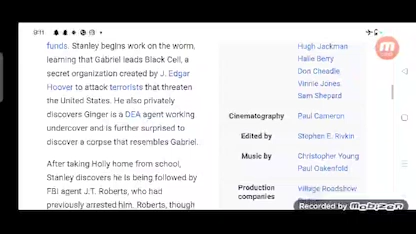 9:11
funds. Stanley begins work on the worm,
learning that Gabriel leads Black Cell, a
secret organization created by J. Edgar
Hoover to attack terrorists that threaten
the United States. He also privately
discovers Ginger is a DEA agent working
undercover and is further surprised to
discover a corpse that resembles Gabriel.
After taking Holly home from school,
Stanley discovers he is being followed by
FBI agent J.T. Roberts, who had
previously arrested him. Roberts, though
Hugh Jackman
Halle Berry
Don Cheadle
Vinnie Jones
Sam Shepard
Cinematography Paul Cameron
Edited by Stephen E. Rivkin
Music by Christopher Young
Paul Oakenfold
Production companies Village Roadshow
Recorded by Mobizen